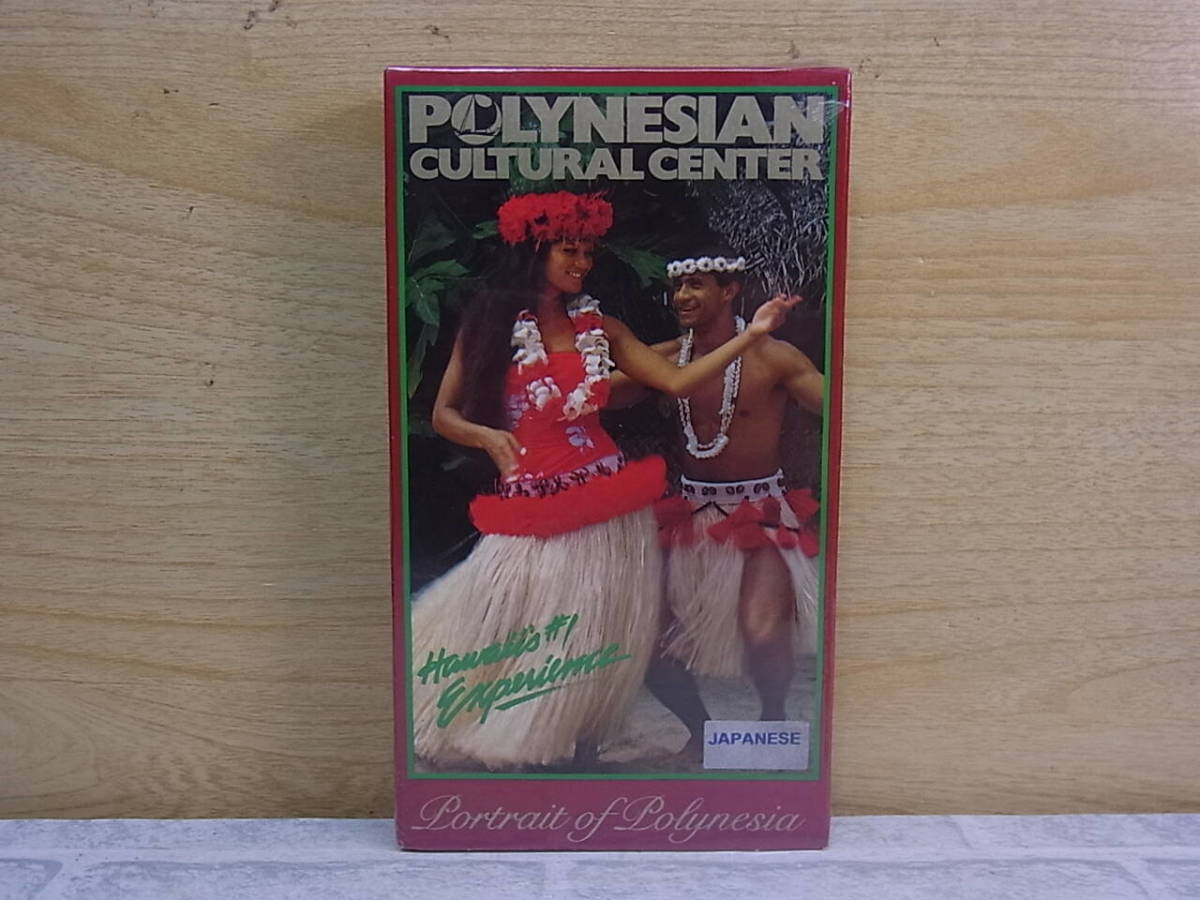 POLYNESIAN
CULTURAL CENTER
Hawaii's #1
Experience
JAPANESE
Portrait of Polynesia